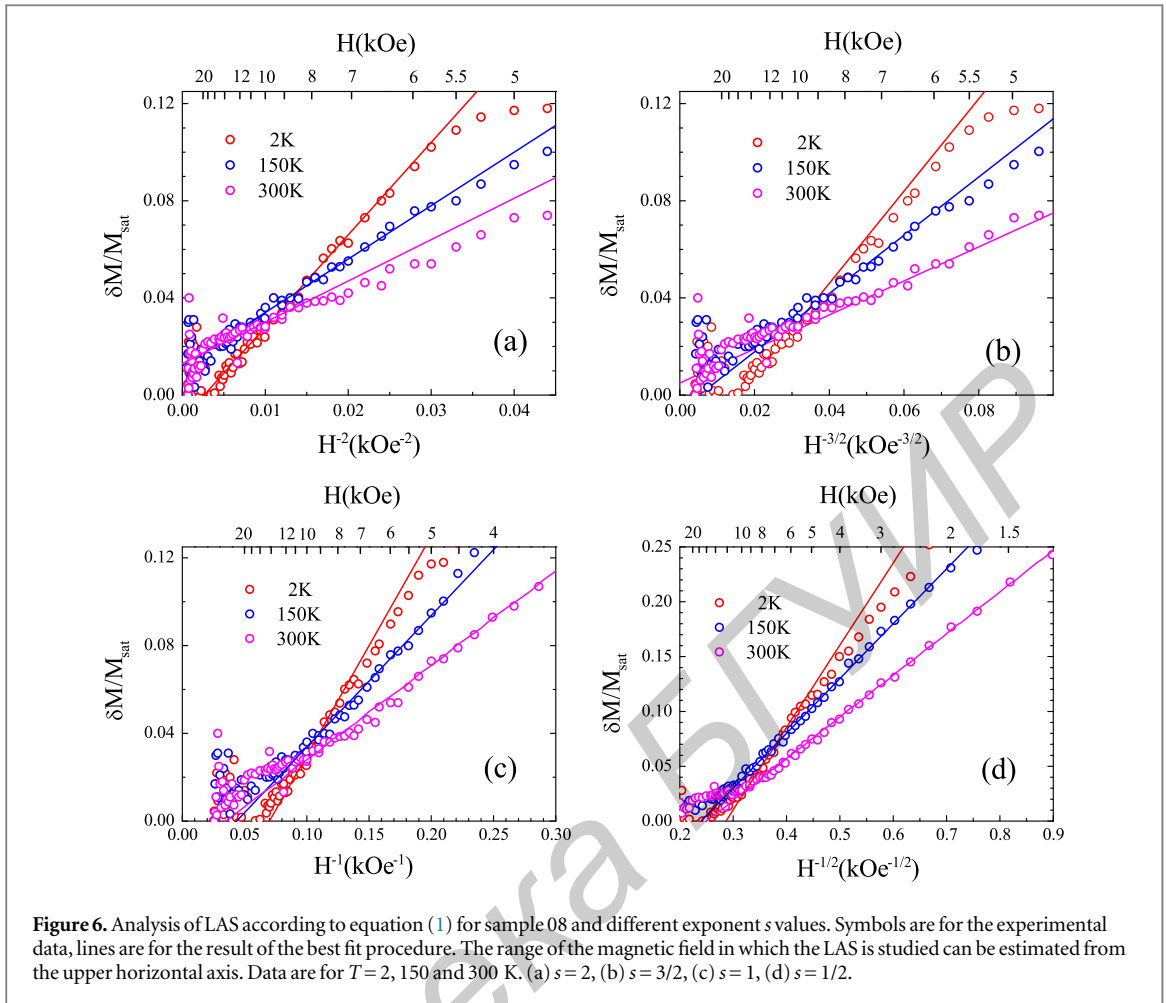 H(kOe)
20 12 10 8 7 6 5.5 5
0.12
0.08
0.04
0.00
δM/M_sat
2K
150K
300K
(a)
0.00 0.01 0.02 0.03 0.04
H^-2(kOe^-2)
H(kOe)
20 12 10 8 7 6 5.5 5
0.12
0.08
0.04
0.00
δM/M_sat
2K
150K
300K
(b)
0.00 0.02 0.04 0.06 0.08
H^-3/2(kOe^-3/2)
H(kOe)
20 12 10 8 7 6 5 4
0.12
0.08
0.04
0.00
δM/M_sat
2K
150K
300K
(c)
0.00 0.05 0.10 0.15 0.20 0.25 0.30
H^-1(kOe^-1)
H(kOe)
20 10 8 6 5 4 3 2 1.5
0.25
0.20
0.15
0.10
0.05
0.00
δM/M_sat
2K
150K
300K
(d)
0.2 0.3 0.4 0.5 0.6 0.7 0.8 0.9
H^-1/2(kOe^-1/2)
ека БГУИР
Figure 6. Analysis of LAS according to equation (1) for sample 08 and different exponent s values. Symbols are for the experimental
data, lines are for the result of the best fit procedure. The range of the magnetic field in which the LAS is studied can be estimated from
the upper horizontal axis. Data are for T = 2, 150 and 300 K. (a) s = 2, (b) s = 3/2, (c) s = 1, (d) s = 1/2.